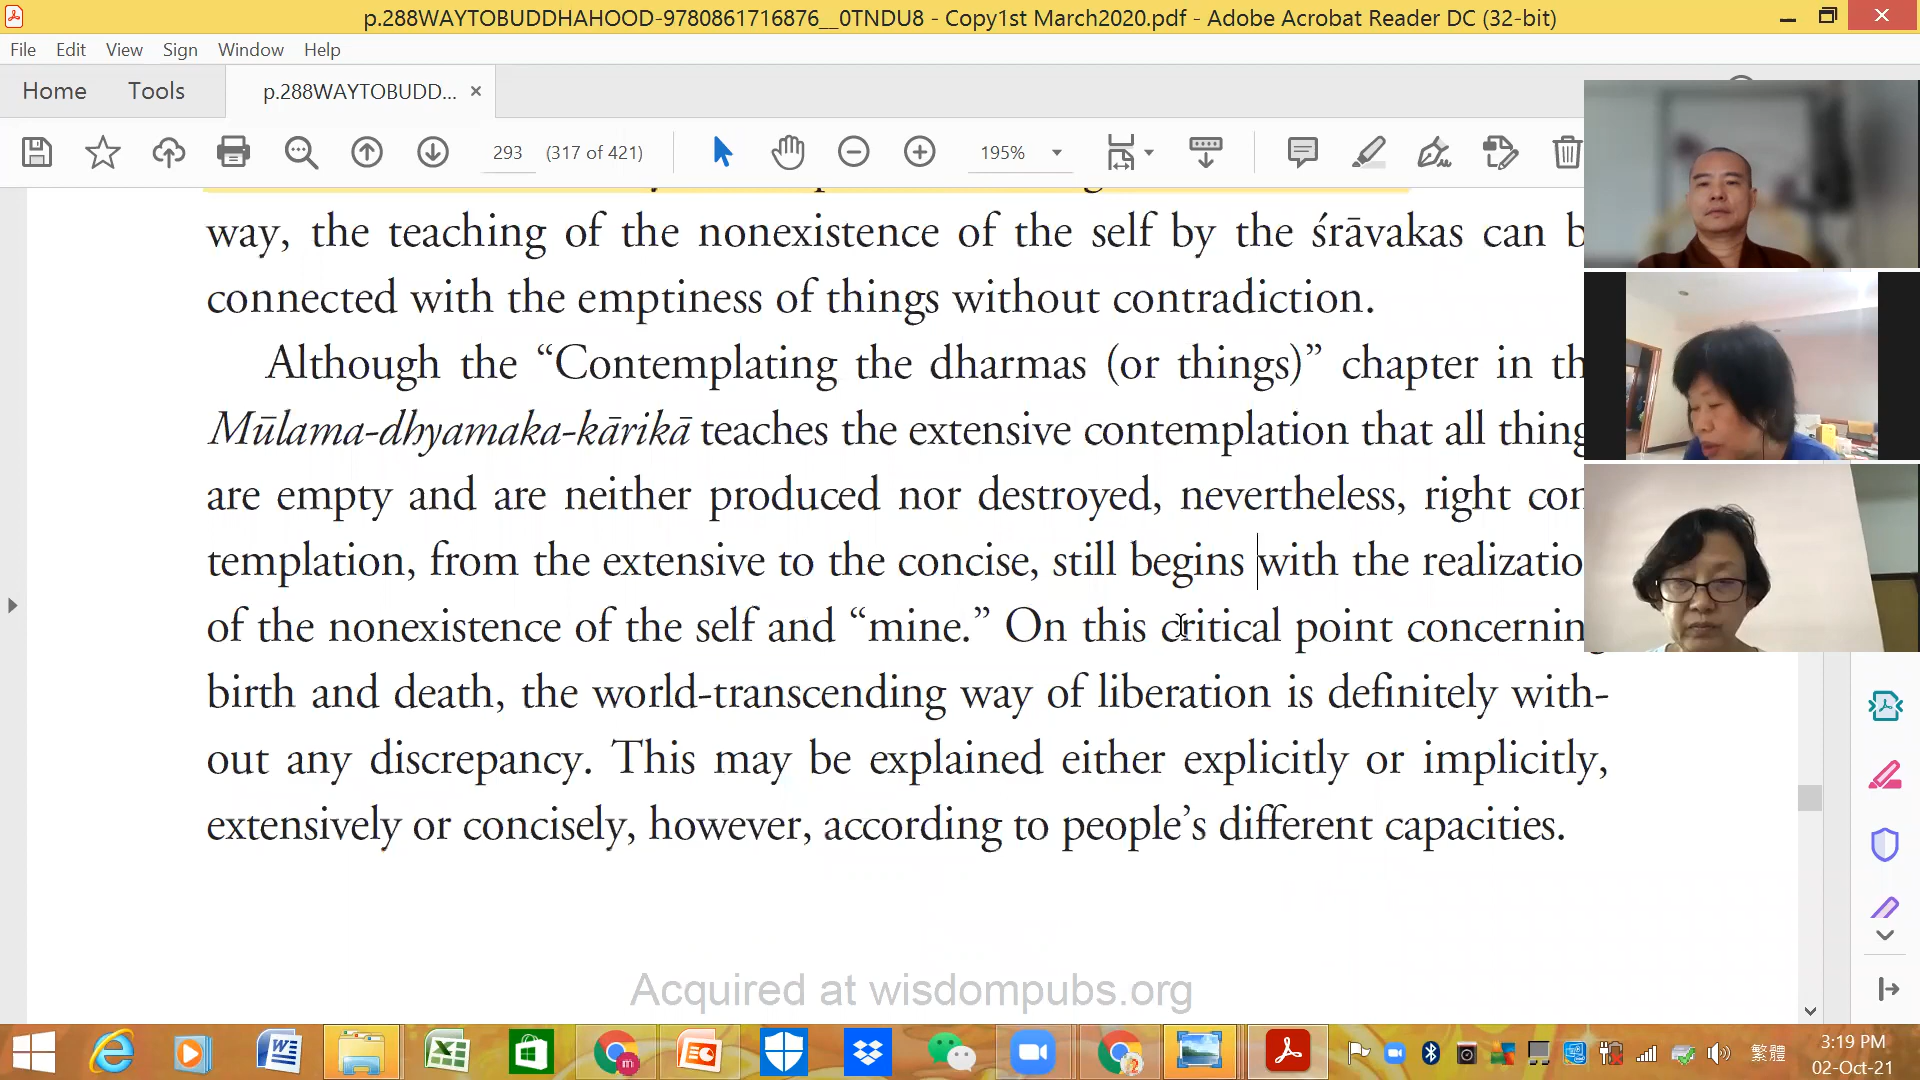 p.288WAYTOBUDDHAHOOD-9780861716876__0TNDU8 - Copy1st March2020.pdf - Adobe Acrobat Reader DC (32-bit)
File Edit View Sign Window Help
Home Tools p.288WAYTOBUDD... ×
293 (317 of 421) 195%
way, the teaching of the nonexistence of the self by the śrāvakas can b
connected with the emptiness of things without contradiction.
Although the “Contemplating the dharmas (or things)” chapter in th
Mūlama-dhyamaka-kārikā teaches the extensive contemplation that all thing
are empty and are neither produced nor destroyed, nevertheless, right con
templation, from the extensive to the concise, still begins with the realizatio
of the nonexistence of the self and “mine.” On this critical point concernin
birth and death, the world-transcending way of liberation is definitely with-
out any discrepancy. This may be explained either explicitly or implicitly,
extensively or concisely, however, according to people’s different capacities.
Acquired at wisdompubs.org
繁體
3:19 PM
02-Oct-21